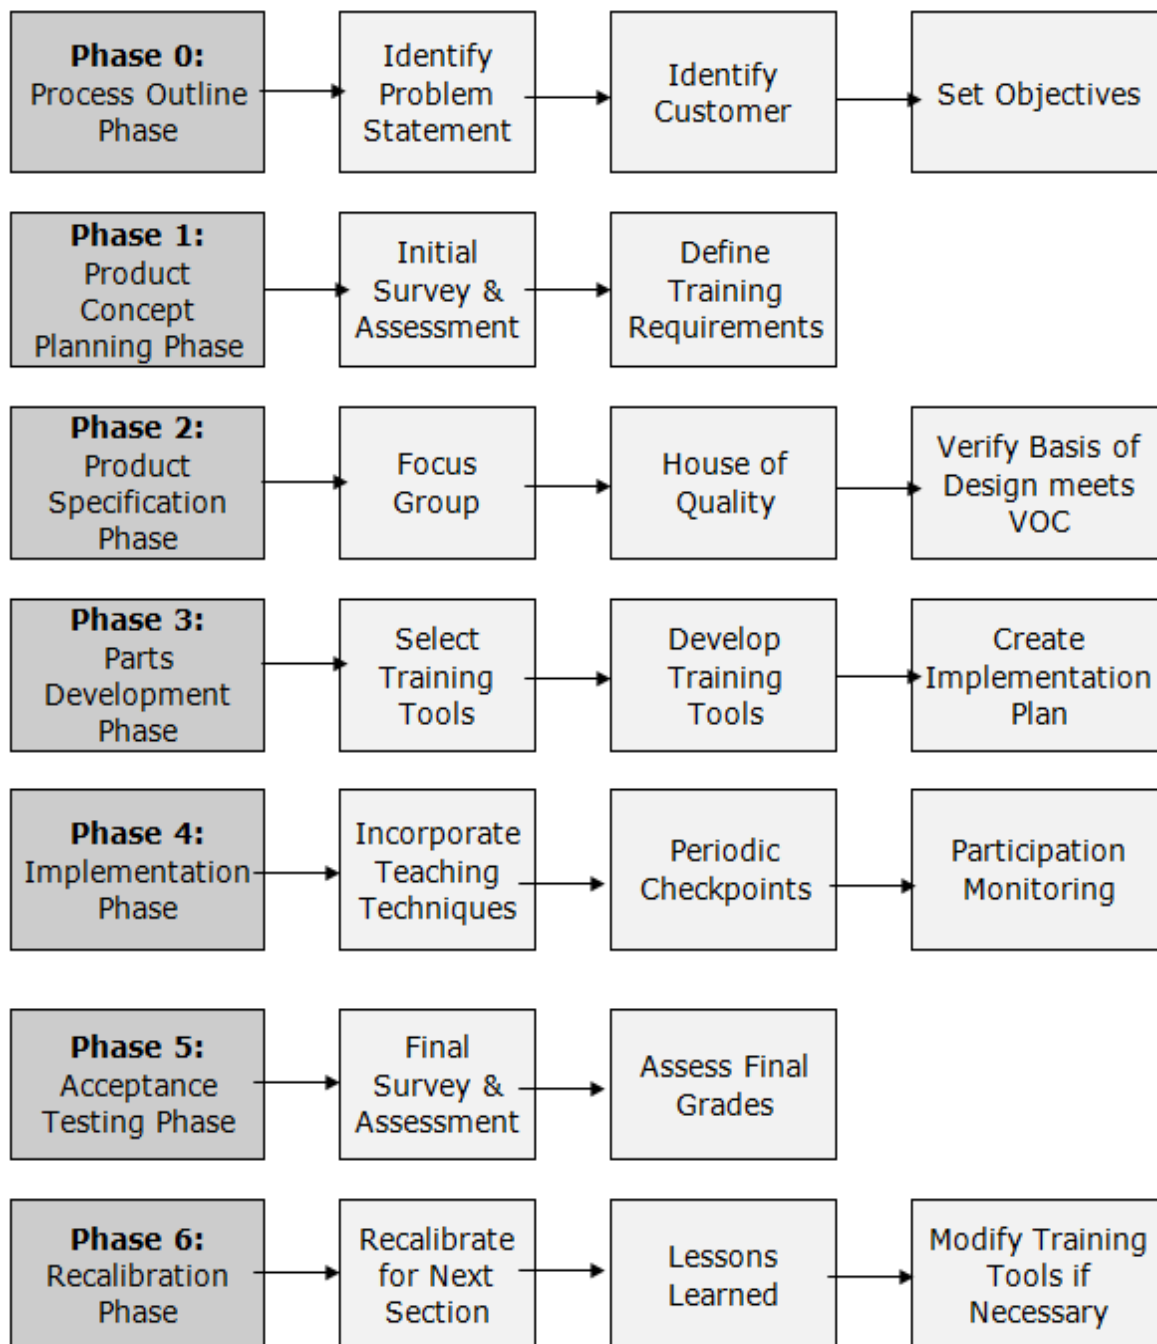 Phase 0:
Process Outline
Phase
Identify
Problem
Statement
Identify
Customer
Set Objectives
Phase 1:
Product
Concept
Planning Phase
Initial
Survey &
Assessment
Define
Training
Requirements
Phase 2:
Product
Specification
Phase
Focus
Group
House of
Quality
Verify Basis of
Design meets
VOC
Phase 3:
Parts
Development
Phase
Select
Training
Tools
Develop
Training
Tools
Create
Implementation
Plan
Phase 4:
Implementation
Phase
Incorporate
Teaching
Techniques
Periodic
Checkpoints
Participation
Monitoring
Phase 5:
Acceptance
Testing Phase
Final
Survey &
Assessment
Assess Final
Grades
Phase 6:
Recalibration
Phase
Recalibrate
for Next
Section
Lessons
Learned
Modify Training
Tools if
Necessary